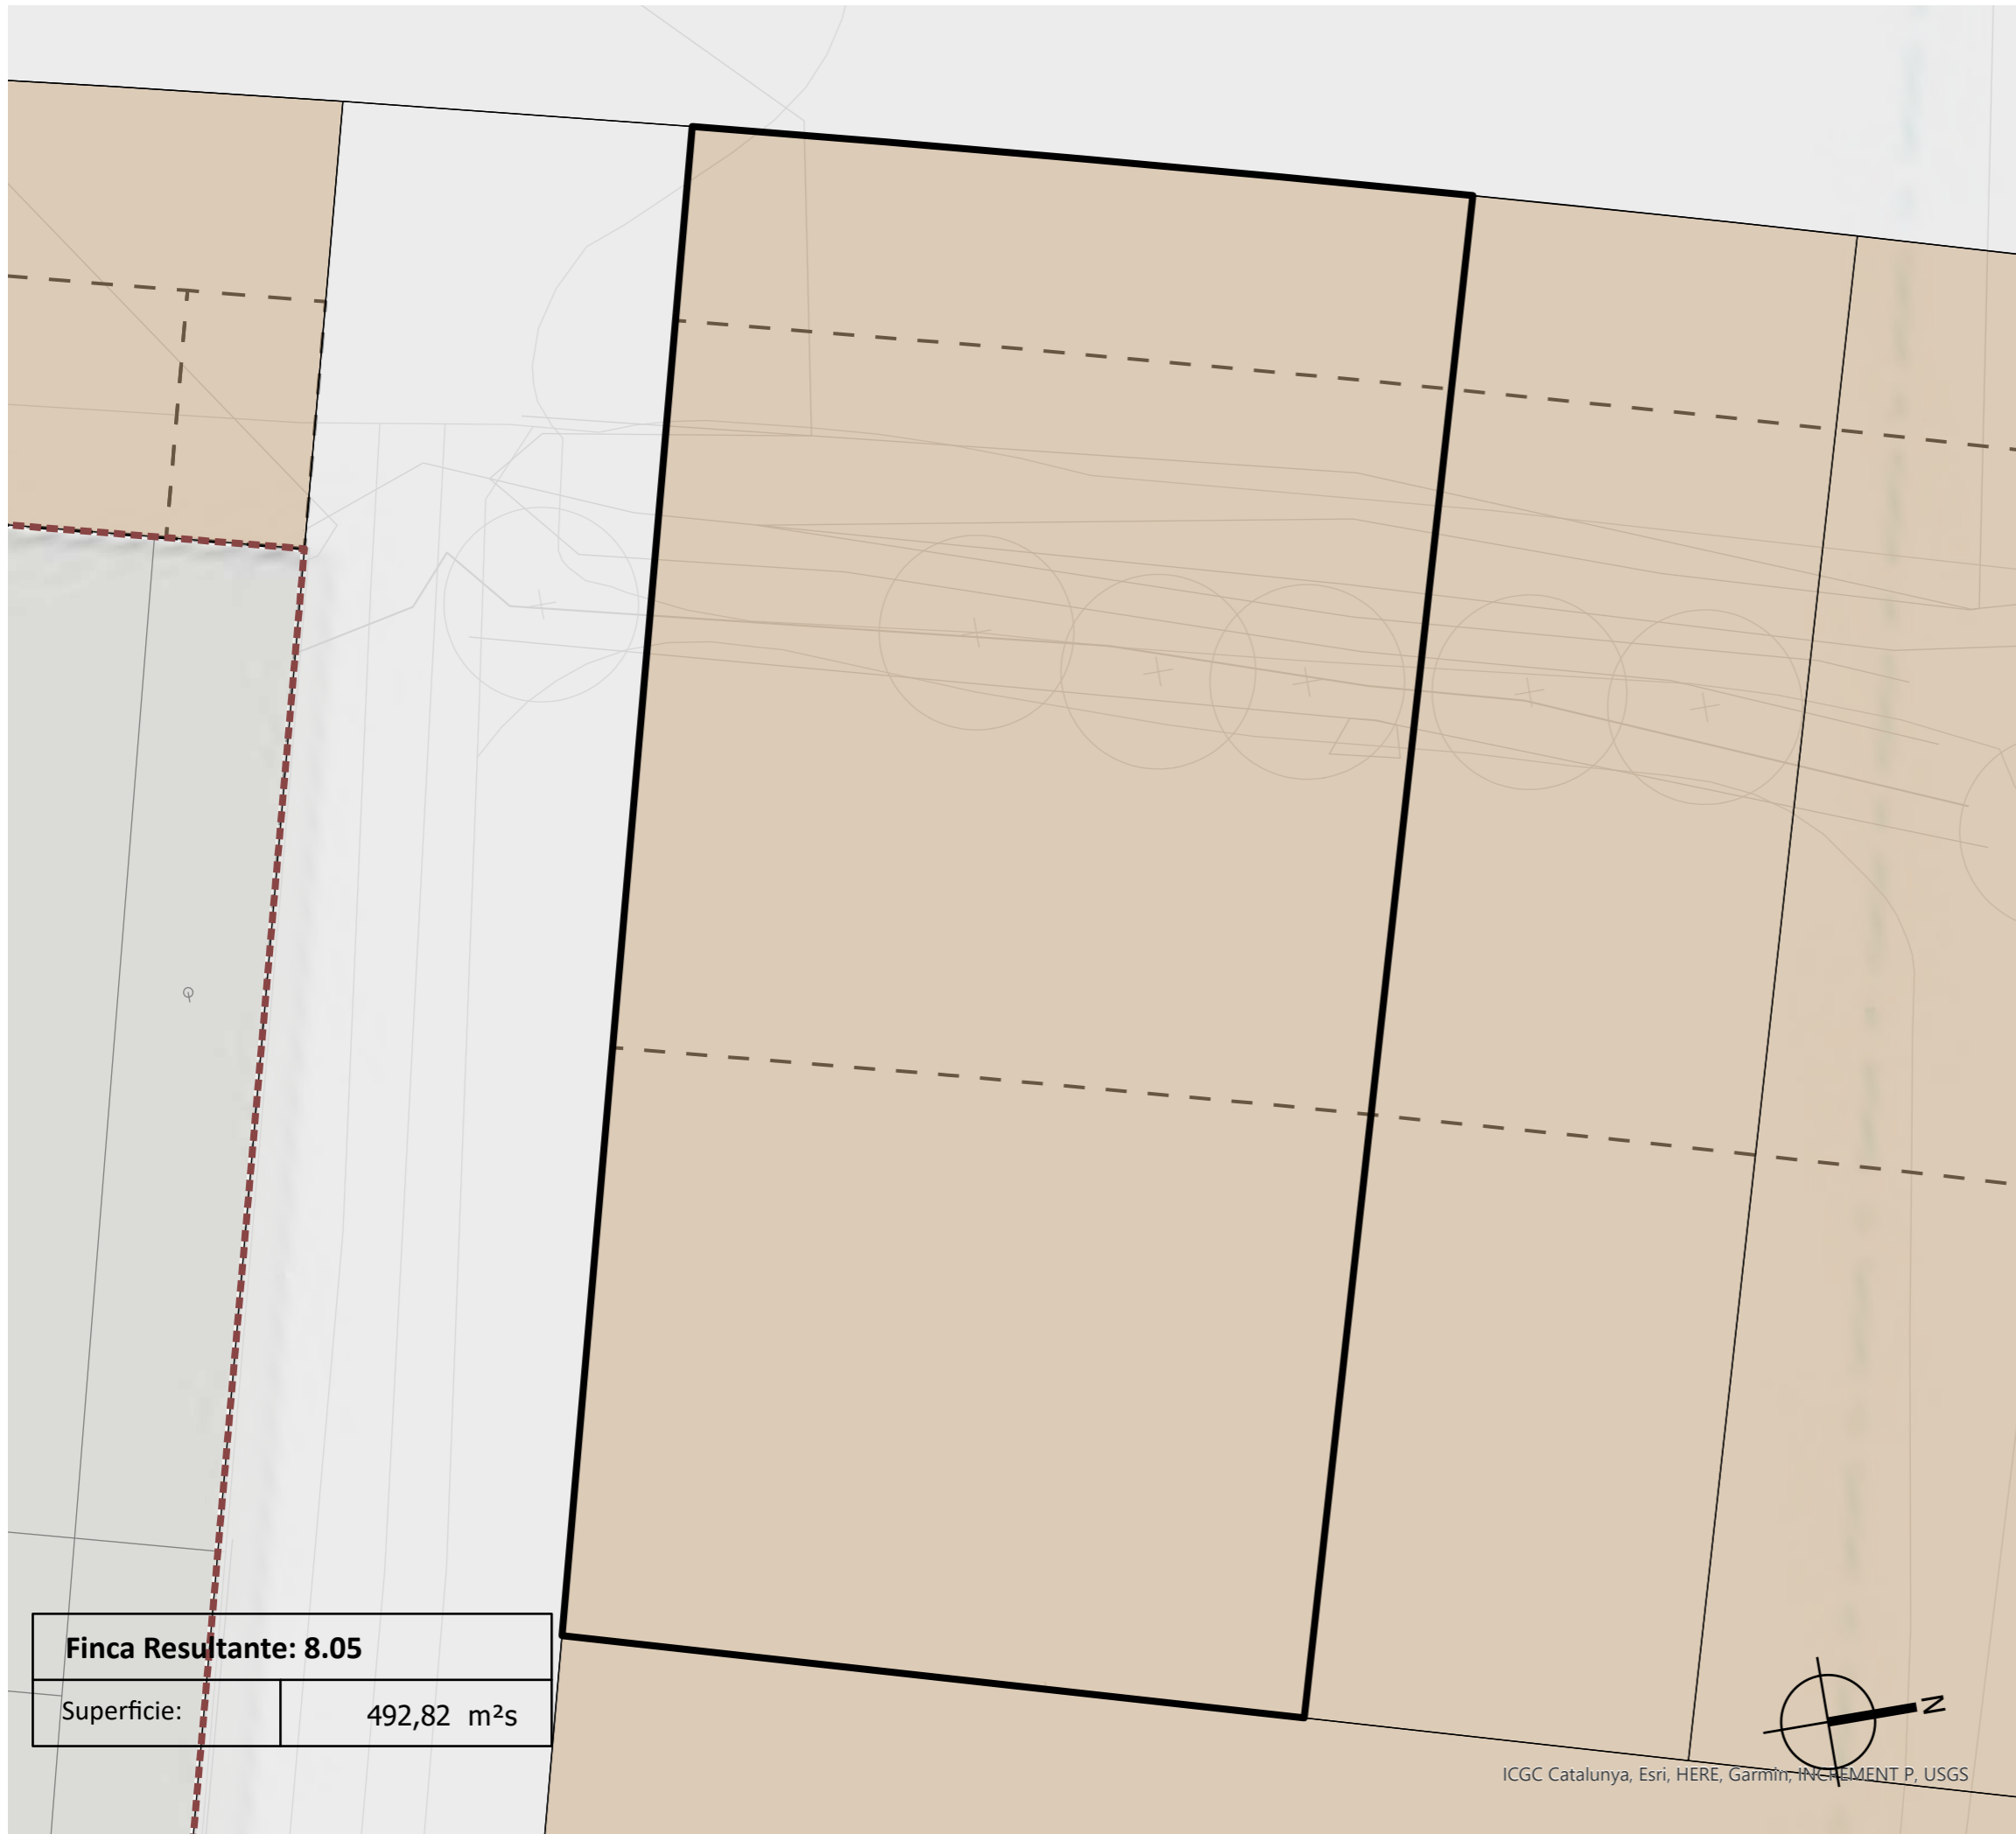 Finca Resultante: 8.05
Superficie: 492,82 m²s
N
ICGC Catalunya, Esri, HERE, Garmin, INCREMENT P, USGS